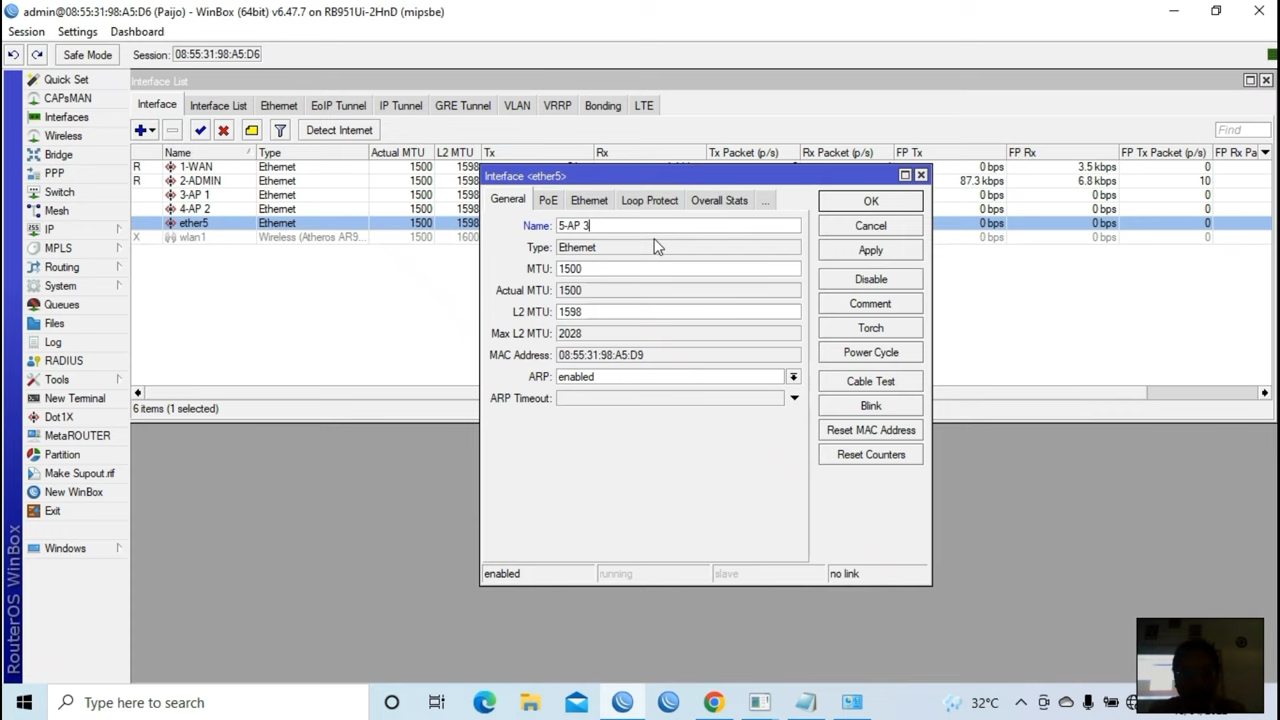 admin@08:55:31:98:A5:D6 (Paijo) - WinBox (64bit) v6.47.7 on RB951Ui-2HnD (mipsbe)
Session Settings Dashboard
Safe Mode Session: 08:55:31:98:A5:D6
Quick Set
CAPsMAN
Interfaces
Wireless
Bridge
PPP
Switch
Mesh
IP
MPLS
Routing
System
Queues
Files
Log
RADIUS
Tools
New Terminal
Dot1X
MetaROUTER
Partition
Make Supout.rif
New WinBox
Exit
Windows
RouterOS WinBox
Interface List
Interface Interface List Ethernet EoIP Tunnel IP Tunnel GRE Tunnel VLAN VRRP Bonding LTE
Detect Internet Find
Name Type Actual MTU L2 MTU Tx Rx Tx Packet (p/s) Rx Packet (p/s) FP Tx FP Rx FP Tx Packet (p/s) FP Rx Pa
R 1-WAN Ethernet 1500 1598 0 bps 3.5 kbps 0
R 2-ADMIN Ethernet 1500 1598 87.3 kbps 6.8 kbps 10
3-AP 1 Ethernet 1500 1598 0 bps 0 bps 0
4-AP 2 Ethernet 1500 1598 0 bps 0 bps 0
ether5 Ethernet 1500 1598 0 bps 0 bps 0
X wlan1 Wireless (Atheros AR9... 1500 1600 0 bps 0 bps 0
6 items (1 selected)
Interface <ether5>
General PoE Ethernet Loop Protect Overall Stats ...
Name: 5-AP 3
Type: Ethernet
MTU: 1500
Actual MTU: 1500
L2 MTU: 1598
Max L2 MTU: 2028
MAC Address: 08:55:31:98:A5:D9
ARP: enabled
ARP Timeout:
OK
Cancel
Apply
Disable
Comment
Torch
Power Cycle
Cable Test
Blink
Reset MAC Address
Reset Counters
enabled running slave no link
Type here to search
32°C